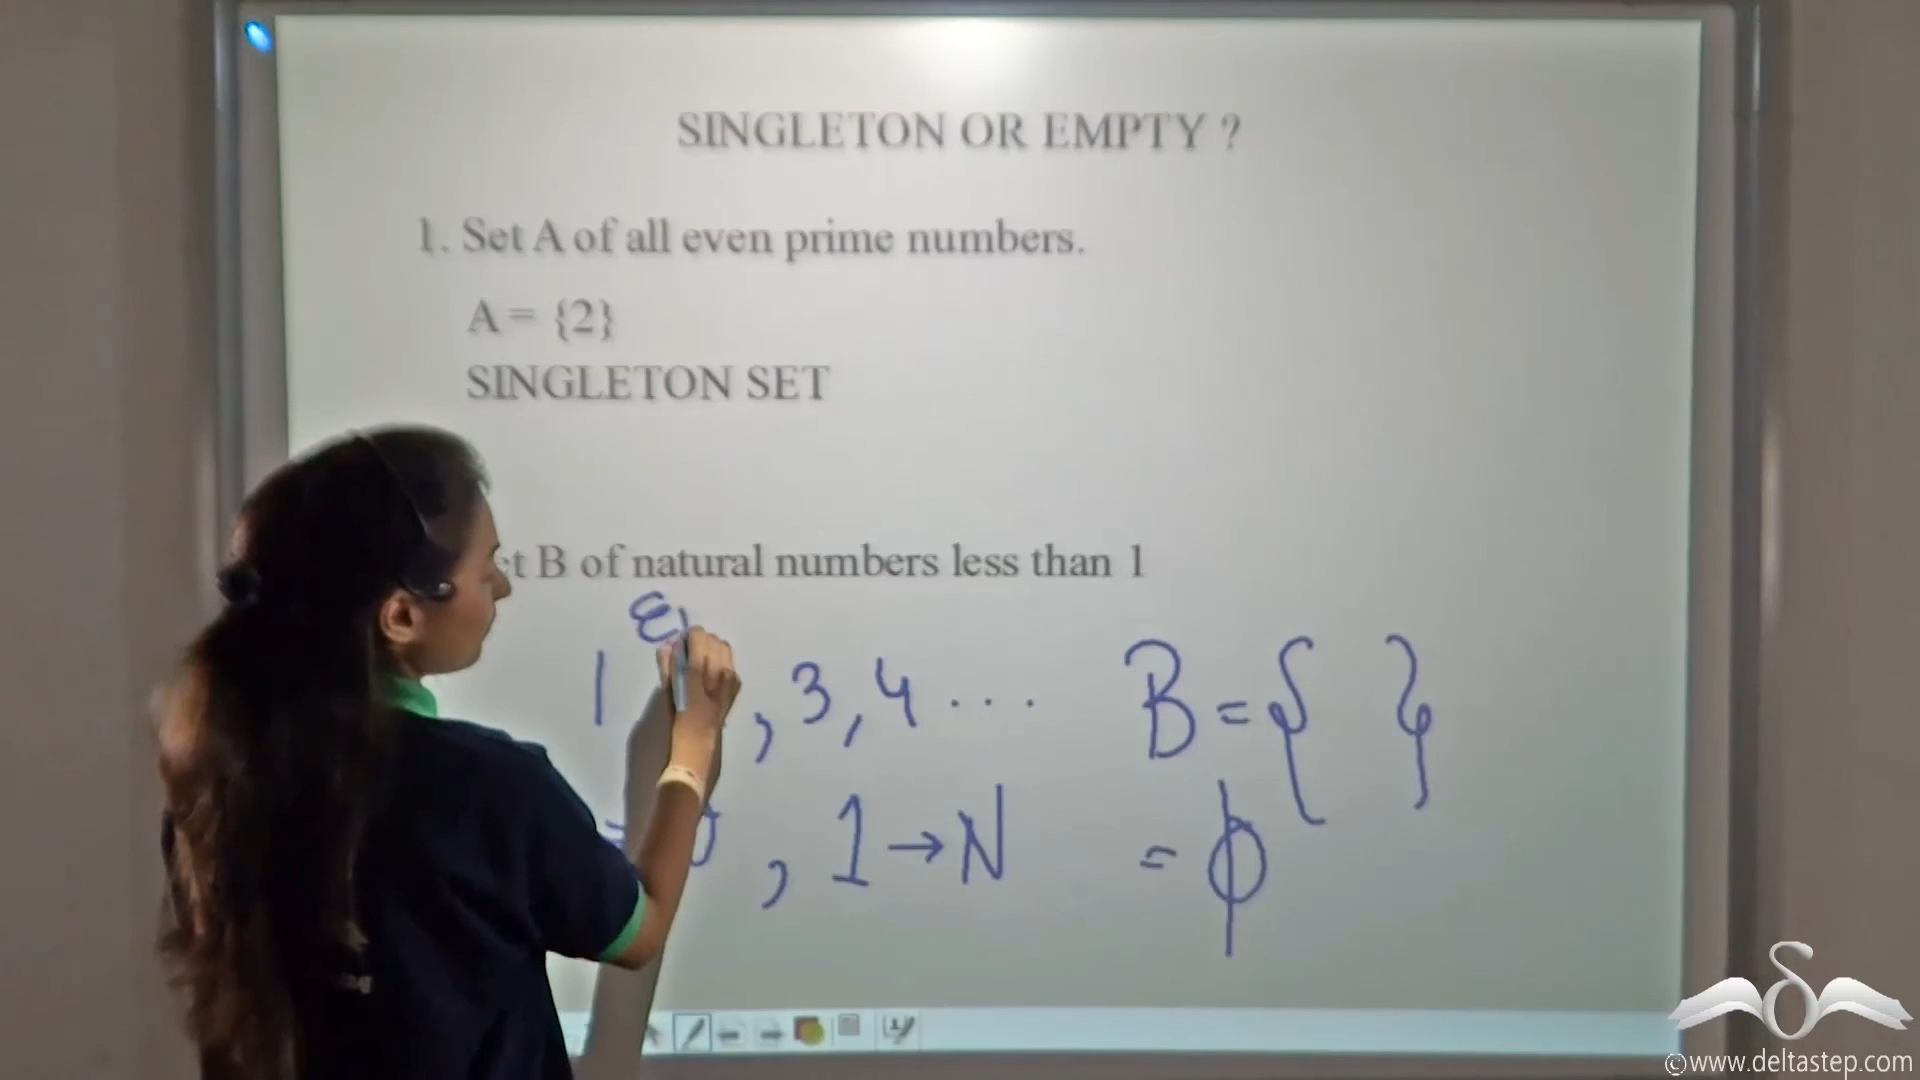 SINGLETON OR EMPTY ?
1. Set A of all even prime numbers.
A = {2}
SINGLETON SET
B of natural numbers less than 1
1 , 3, 4 ... B = { }
, 1 → N = ϕ
©www.deltastep.com